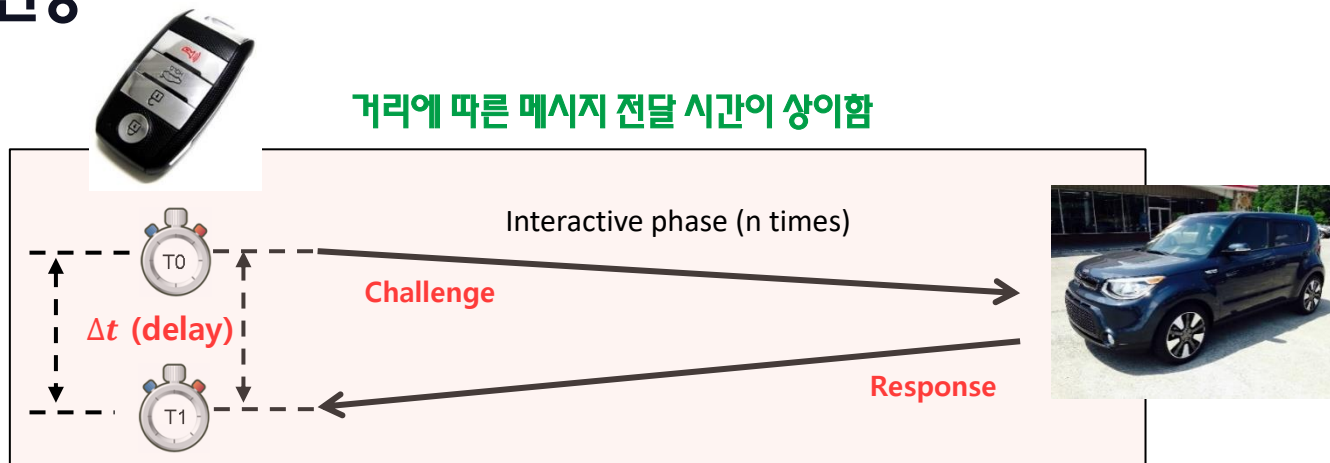 거리에 따른 메시지 전달 시간이 상이함
Interactive phase (n times)
T0
Challenge
Δt (delay)
Response
T1